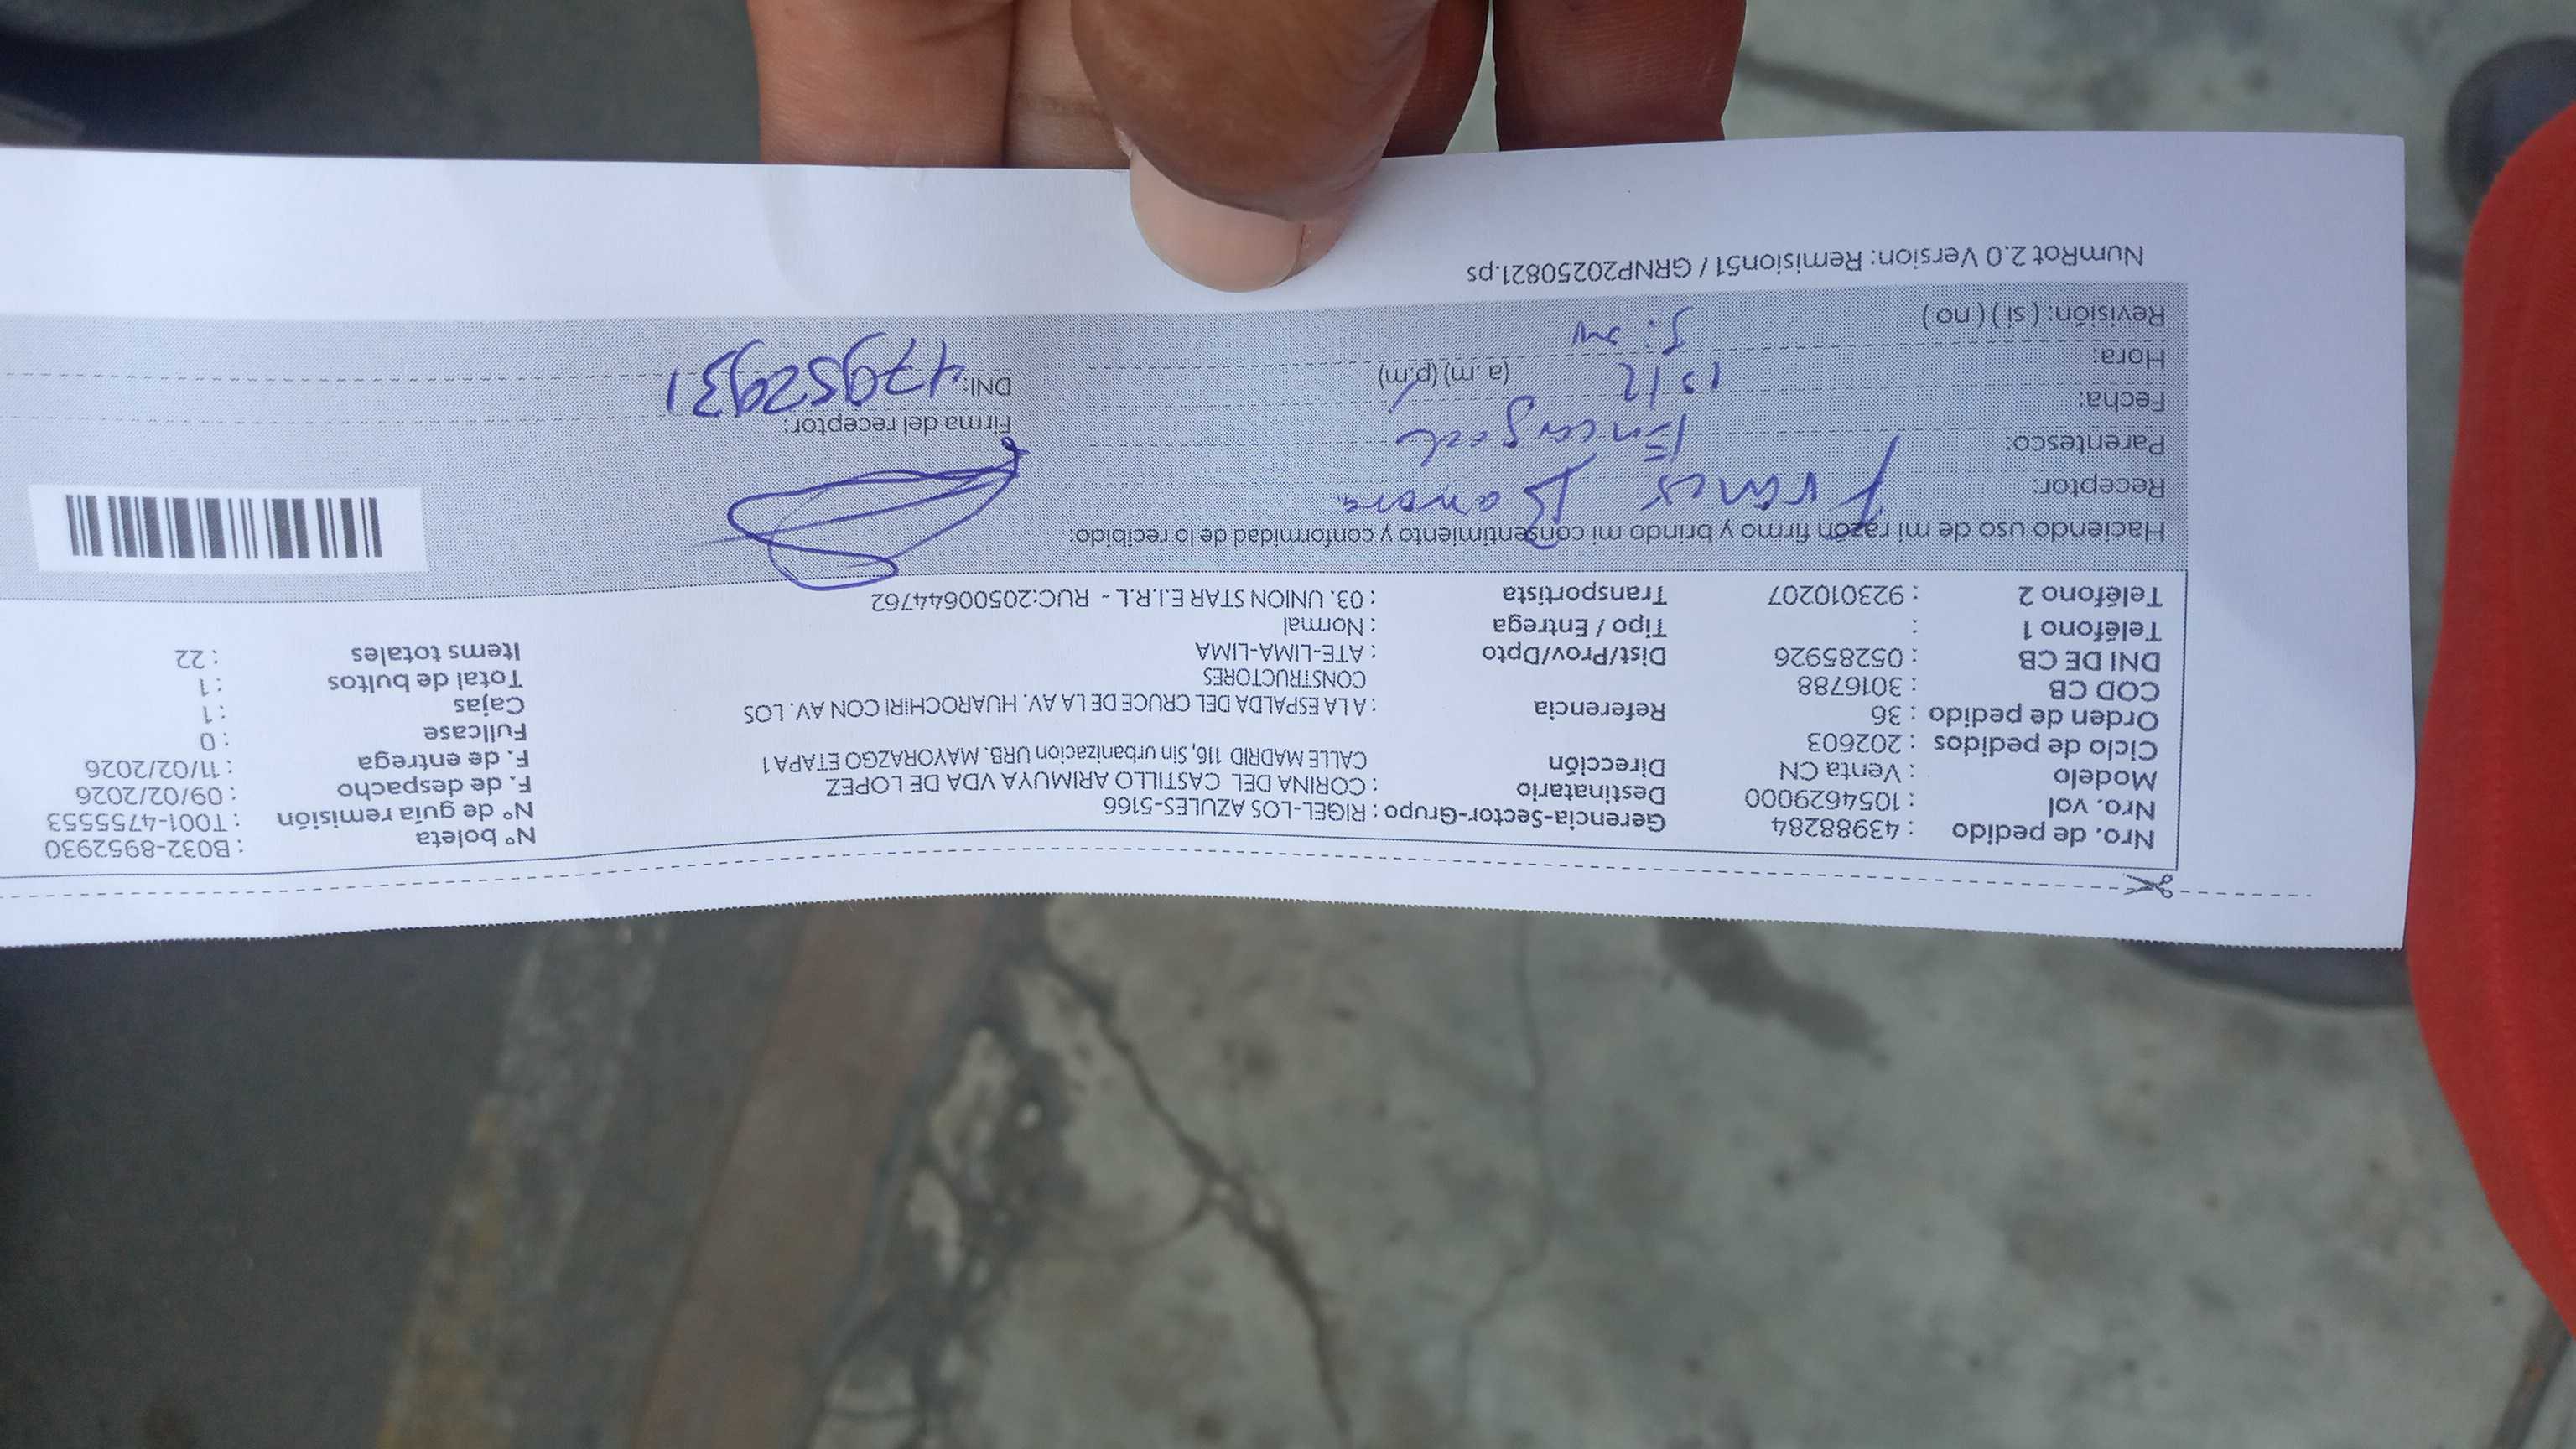 Nro. de pedido : 43988284 Gerencia-Sector-Grupo : RIGEL-LOS AZULES-5166 N° boleta : B032-8952930
Nro. vol : 1054629000 Destinatario : CORINA DEL CASTILLO ARIMUYA VDA DE LOPEZ N° de guía remisión : T001-4755553
Modelo : Venta CN Dirección CALLE MADRID 116, Sin urbanizacion URB. MAYORAZGO ETAPA 1 F. de despacho : 09/02/2026
Ciclo de pedidos : 202603 F. de entrega : 11/02/2026
Orden de pedido : 36 Referencia : A LA ESPALDA DEL CRUCE DE LA AV. HUAROCHIRI CON AV. LOS Fullcase : 0
COD CB : 3016788 CONSTRUCTORES Cajas : 1
DNI DE CB : 05285926 Dist/Prov/Dpto : ATE-LIMA-LIMA Total de bultos : 1
Teléfono 1 : Tipo / Entrega : Normal Items totales : 22
Teléfono 2 : 923010207 Transportista : 03. UNION STAR E.I.R.L - RUC:20500644762
Haciendo uso de mi razón firmo y brindo mi consentimiento y conformidad de lo recibido:
Receptor:
Parentesco: Firma del receptor:
Fecha: DNI: 47952931
Hora: (a.m) (p.m)
Revisión: ( si ) ( no )
NumRot 2.0 Version: Remision51 / GRNP20250821.ps